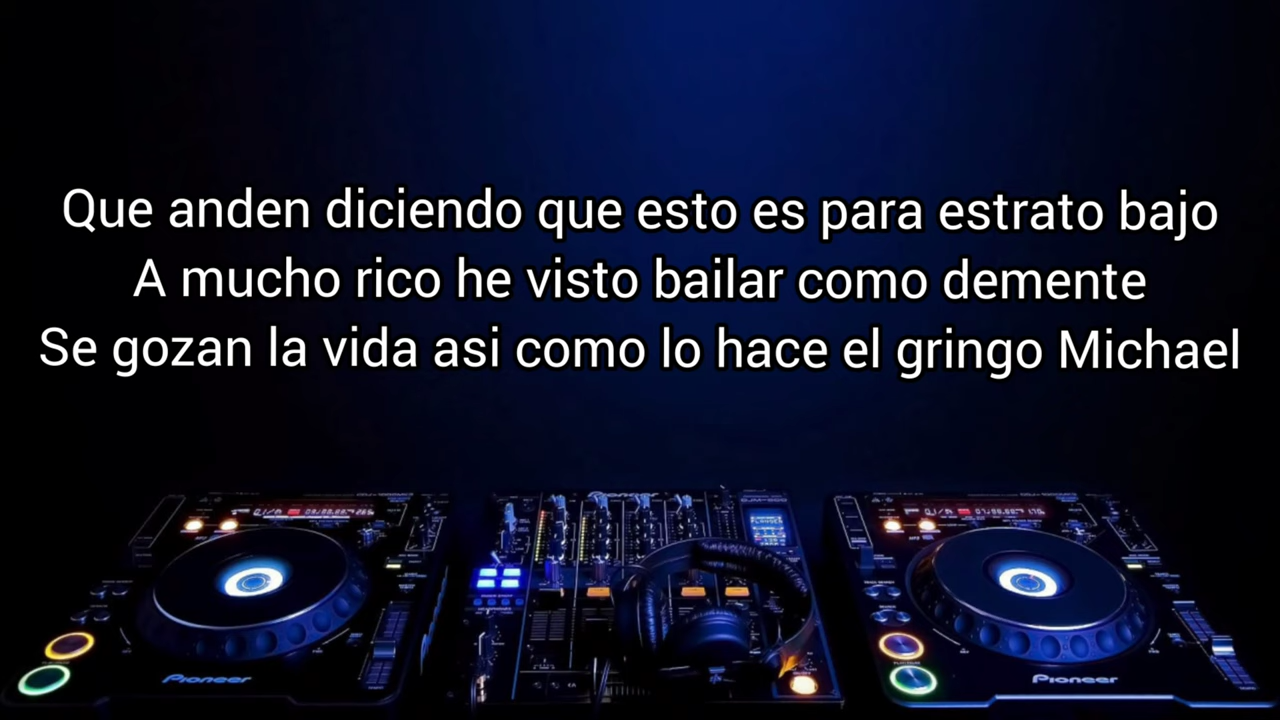 Que anden diciendo que esto es para estrato bajo
A mucho rico he visto bailar como demente
Se gozan la vida asi como lo hace el gringo Michael
Pioneer
Pioneer
Pioneer